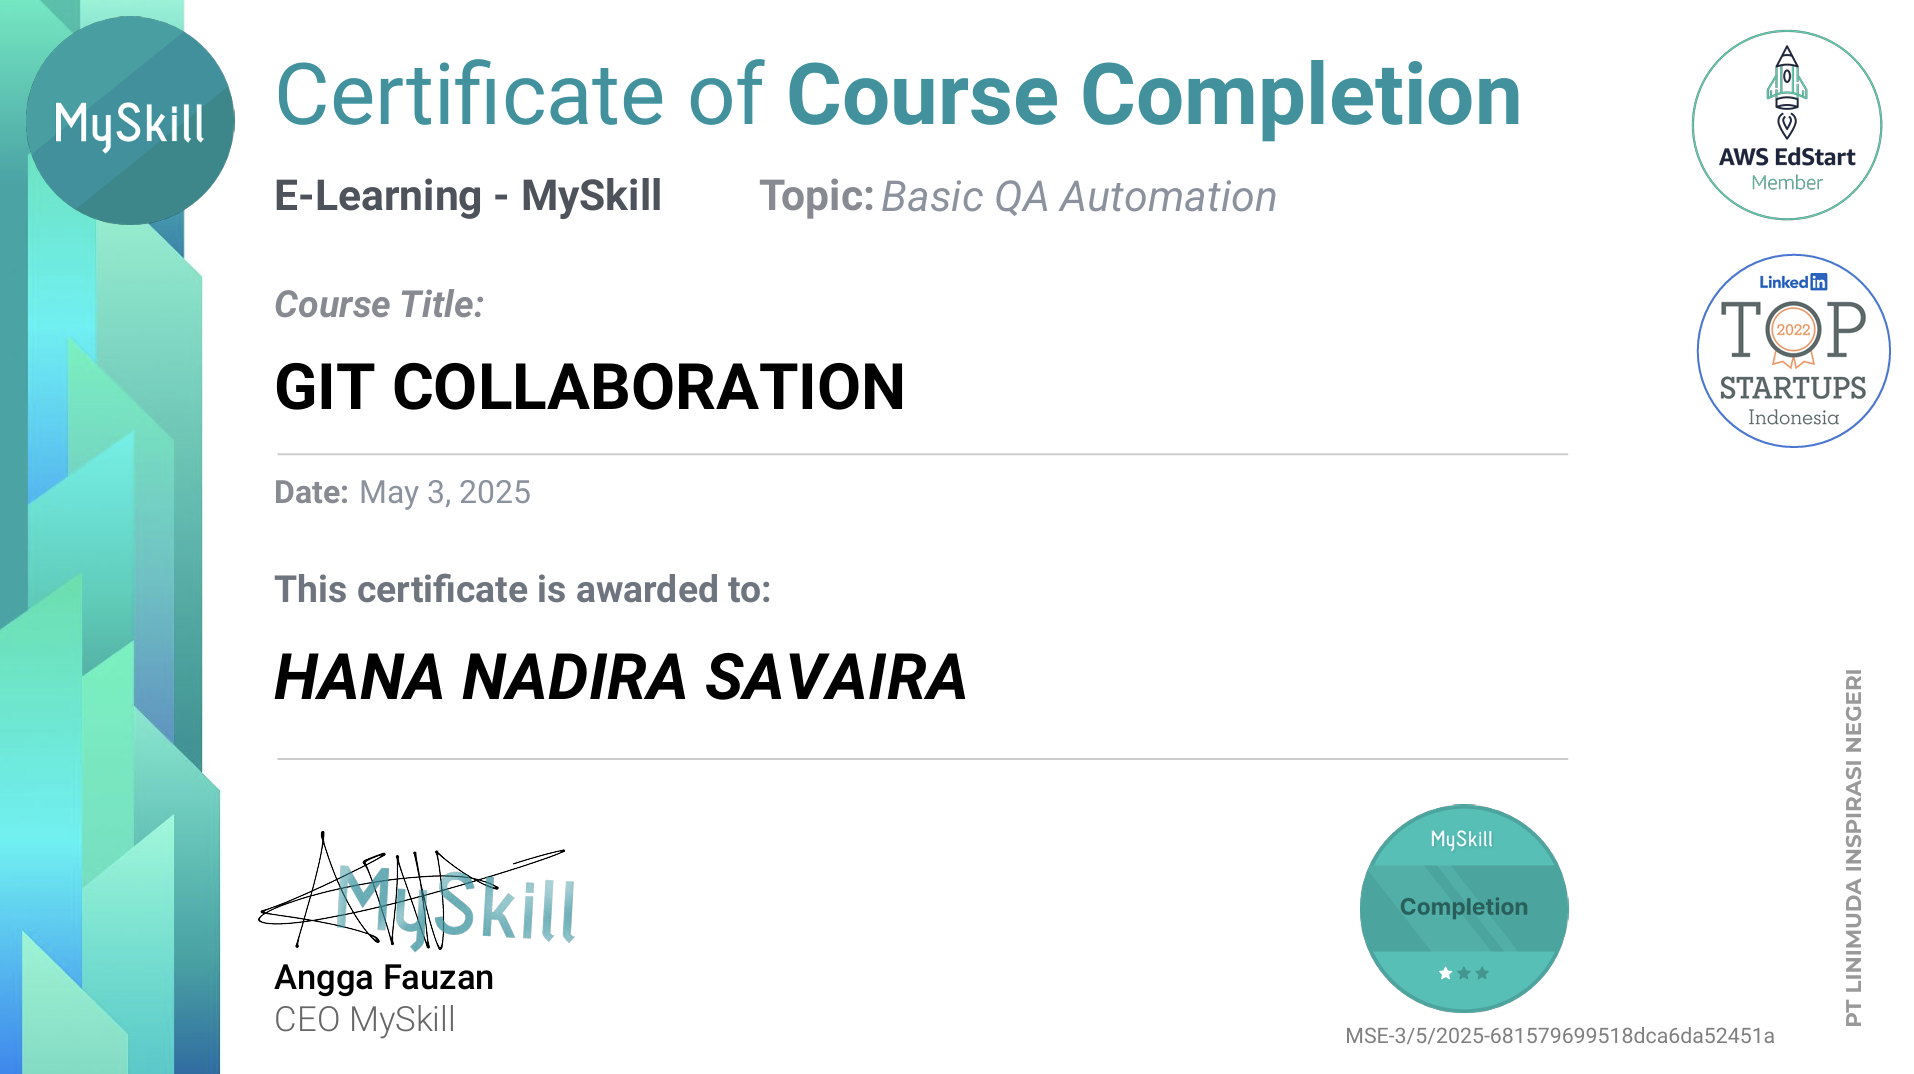 MySkill
Certificate of Course Completion
E-Learning - MySkill
Topic: Basic QA Automation
AWS EdStart
Member
Course Title:
GIT COLLABORATION
LinkedIn
TOP
2022
STARTUPS
Indonesia
Date: May 3, 2025
This certificate is awarded to:
HANA NADIRA SAVAIRA
MySkill
Angga Fauzan
CEO MySkill
MySkill
Completion
MSE-3/5/2025-681579699518dca6da52451a
PT LINIMUDA INSPIRASI NEGERI